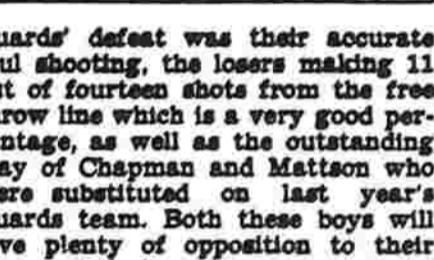 uards' defeat was their accurate
ul shooting, the losers making 11
ut of fourteen shots from the free
row line which is a very good per-
ntage, as well as the outstanding
ay of Chapman and Mattson who
ere substituted on last year's
uards team. Both these boys will
ve plenty of opposition to their